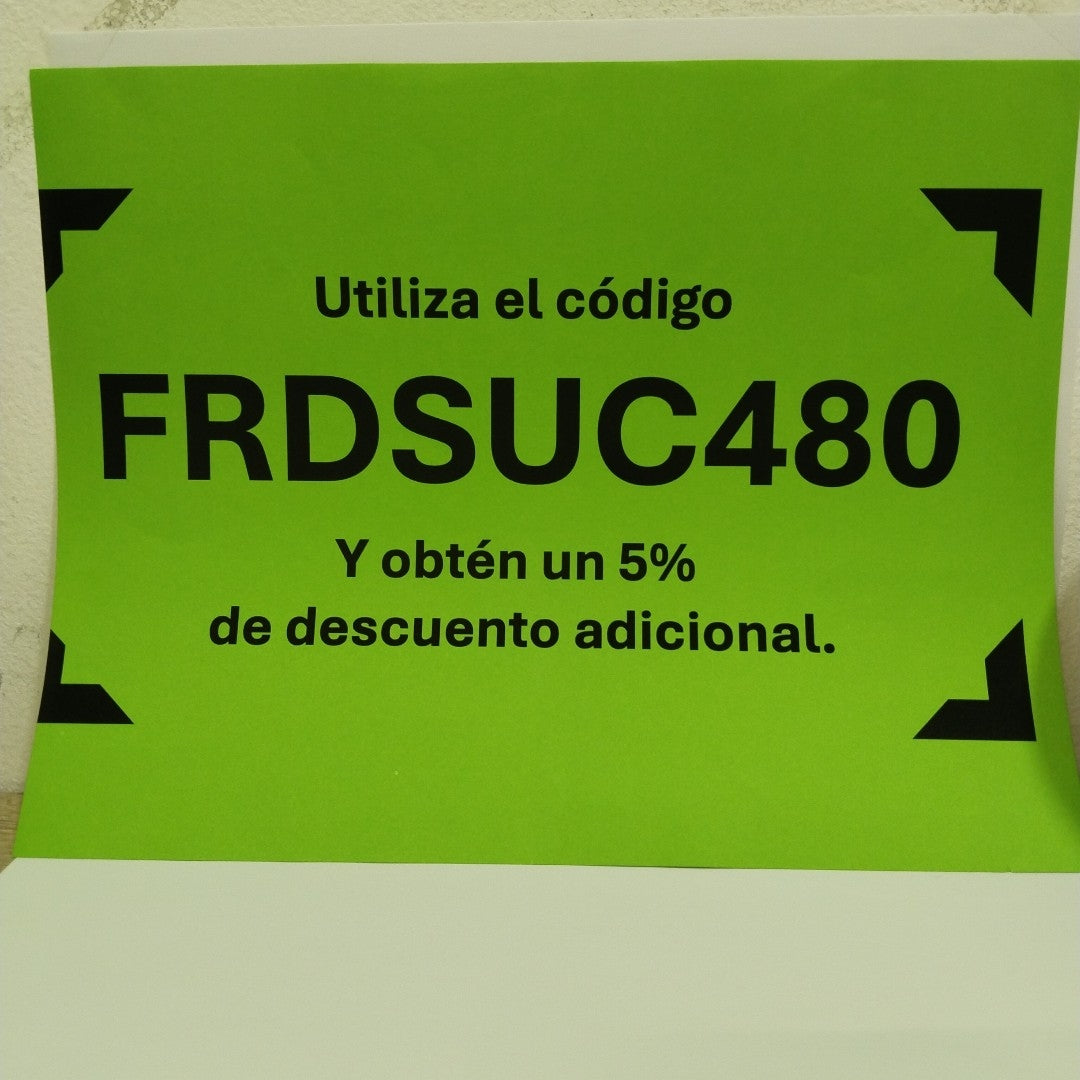 Utiliza el código
FRDSUC480
Y obtén un 5%
de descuento adicional.